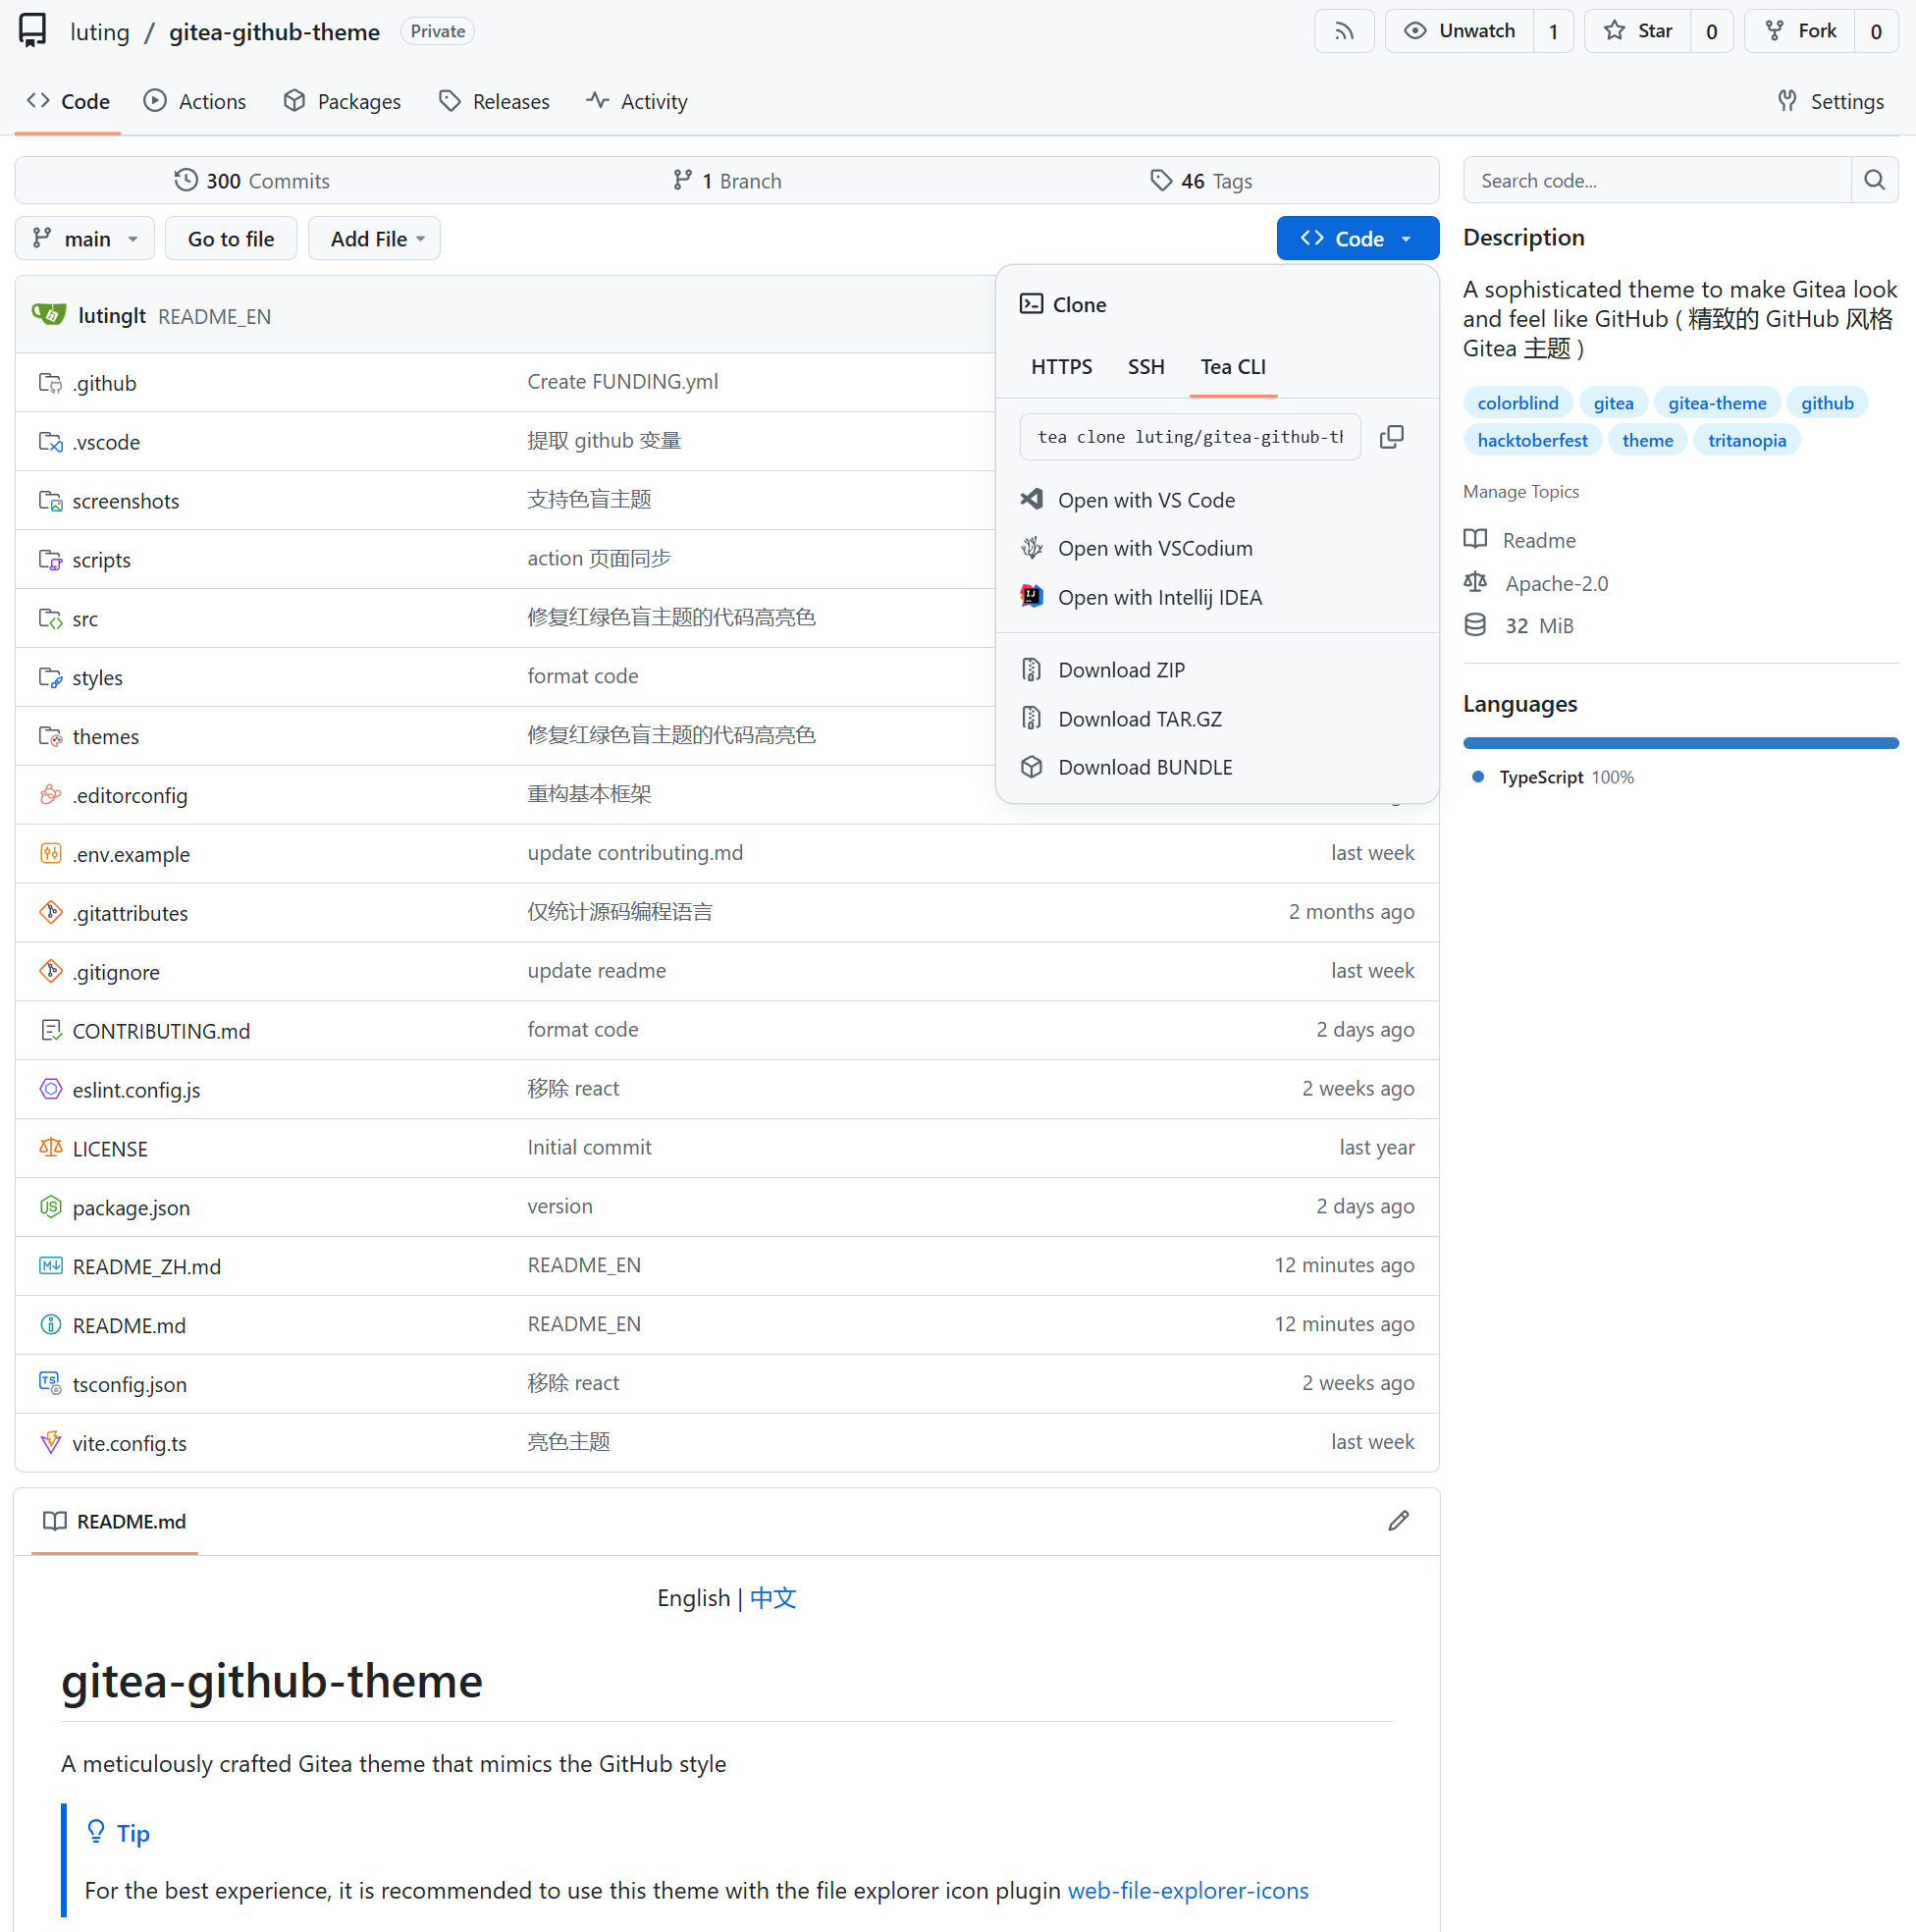 luting / gitea-github-theme Private
Unwatch 1 Star 0 Fork 0
Code Actions Packages Releases Activity Settings
300 Commits 1 Branch 46 Tags
Search code...
main Go to file Add File Code
Clone
HTTPS SSH Tea CLI
tea clone luting/gitea-github-th
Open with VS Code
Open with VSCodium
Open with Intellij IDEA
Download ZIP
Download TAR.GZ
Download BUNDLE
lutinglt README_EN
.github Create FUNDING.yml
.vscode 提取 github 变量
screenshots 支持色盲主题
scripts action 页面同步
src 修复红绿色盲主题的代码高亮色
styles format code
themes 修复红绿色盲主题的代码高亮色
.editorconfig 重构基本框架
.env.example update contributing.md last week
.gitattributes 仅统计源码编程语言 2 months ago
.gitignore update readme last week
CONTRIBUTING.md format code 2 days ago
eslint.config.js 移除 react 2 weeks ago
LICENSE Initial commit last year
package.json version 2 days ago
README_ZH.md README_EN 12 minutes ago
README.md README_EN 12 minutes ago
tsconfig.json 移除 react 2 weeks ago
vite.config.ts 亮色主题 last week
Description
A sophisticated theme to make Gitea look
and feel like GitHub ( 精致的 GitHub 风格
Gitea 主题 )
colorblind gitea gitea-theme github
hacktoberfest theme tritanopia
Manage Topics
Readme
Apache-2.0
32 MiB
Languages
TypeScript 100%
README.md
English | 中文
gitea-github-theme
A meticulously crafted Gitea theme that mimics the GitHub style
Tip
For the best experience, it is recommended to use this theme with the file explorer icon plugin web-file-explorer-icons